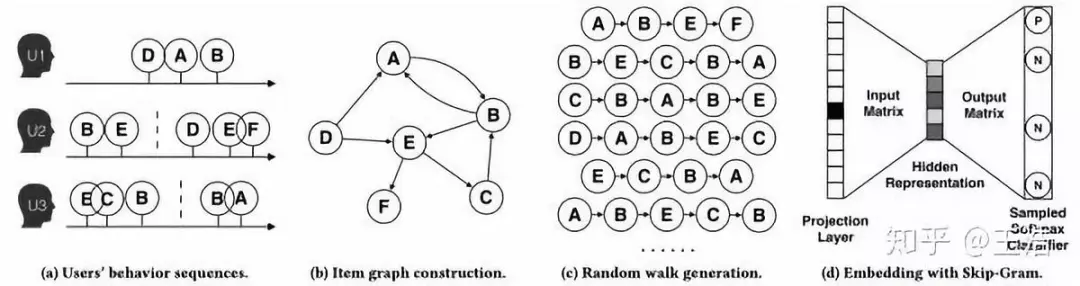 U1
D A B
U2
B E D E F
U3
E C B B A
(a) Users' behavior sequences.
A
B
D
E
C
F
(b) Item graph construction.
A B E F
B E C B A
C B A B E
D A B E C
E C B A
A B E C B
......
(c) Random walk generation.
P
N
Input
Matrix
Output
Matrix
N
Hidden
Representation
N
Projection
Layer
Sampled
Softmax
Classifier
(d) Embedding with Skip-Gram.
知乎 @王喆